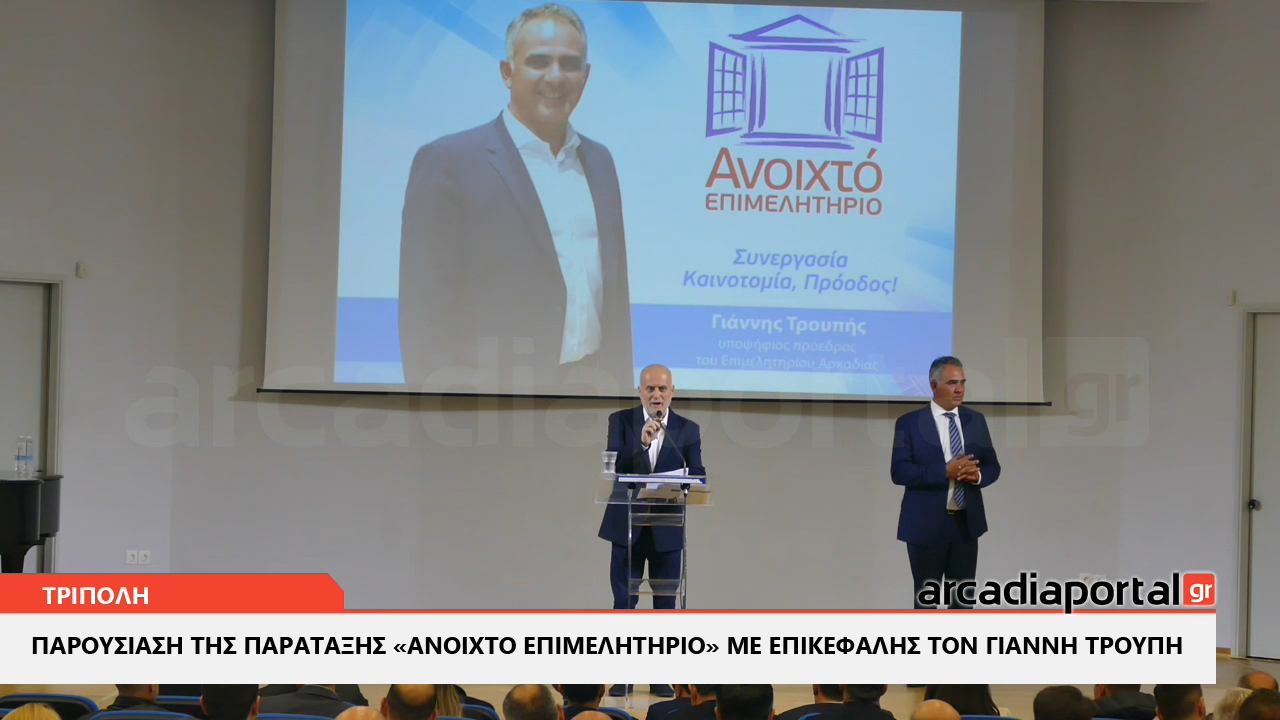 Ανοιχτό
ΕΠΙΜΕΛΗΤΗΡΙΟ
Συνεργασία
Καινοτομία, Πρόοδος!
Γιάννης Τρουπής
υποψήφιος πρόεδρος
του Επιμελητηρίου Αρκαδίας
arcadiaportal gr
arcadiaportal gr
ΤΡΙΠΟΛΗ
ΠΑΡΟΥΣΙΑΣΗ ΤΗΣ ΠΑΡΑΤΑΞΗΣ «ΑΝΟΙΧΤΟ ΕΠΙΜΕΛΗΤΗΡΙΟ» ΜΕ ΕΠΙΚΕΦΑΛΗΣ ΤΟΝ ΓΙΑΝΝΗ ΤΡΟΥΠΗ